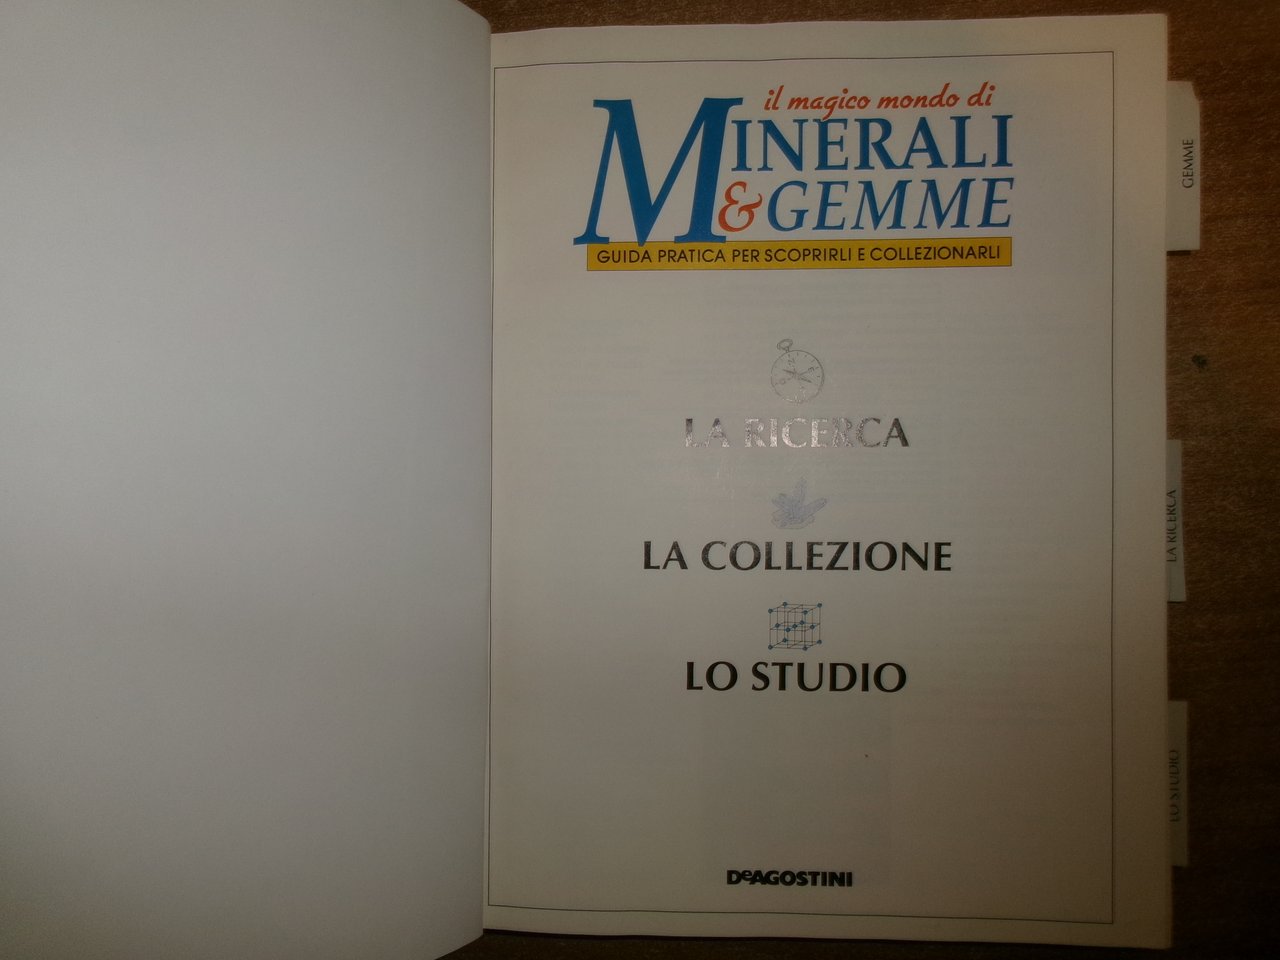 il magico mondo di
MINERALI
& GEMME
GUIDA PRATICA PER SCOPRIRLI E COLLEZIONARLI
LA RICERCA
LA COLLEZIONE
LO STUDIO
DeAGOSTINI
GEMME
LA RICERCA
LO STUDIO